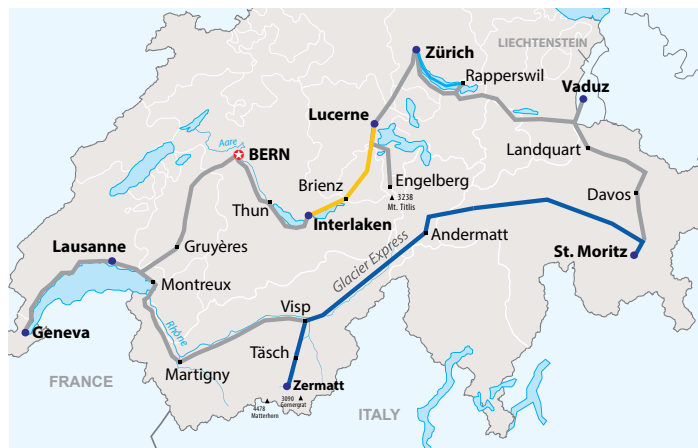 Zürich
LIECHTENSTEIN
Rapperswil
Vaduz
Lucerne
Aare
BERN
Landquart
Brienz
Engelberg
3238
Mt. Titlis
Davos
Thun
Interlaken
Andermatt
Lausanne
Gruyères
St. Moritz
Glacier Express
Montreux
Rhône
Visp
Geneva
Täsch
Martigny
FRANCE
Zermatt
3090
Gornergrat
4478
Matterhorn
ITALY